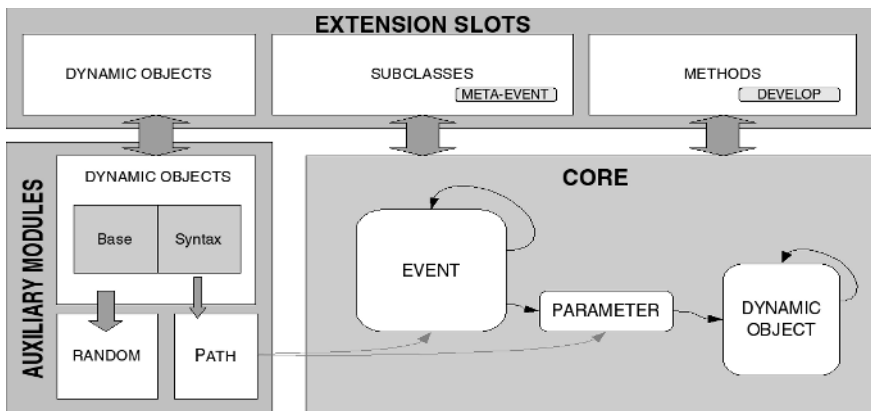 EXTENSION SLOTS
DYNAMIC OBJECTS
SUBCLASSES
META-EVENT
METHODS
DEVELOP
AUXILIARY MODULES
DYNAMIC OBJECTS
Base
Syntax
RANDOM
PATH
CORE
EVENT
PARAMETER
DYNAMIC
OBJECT